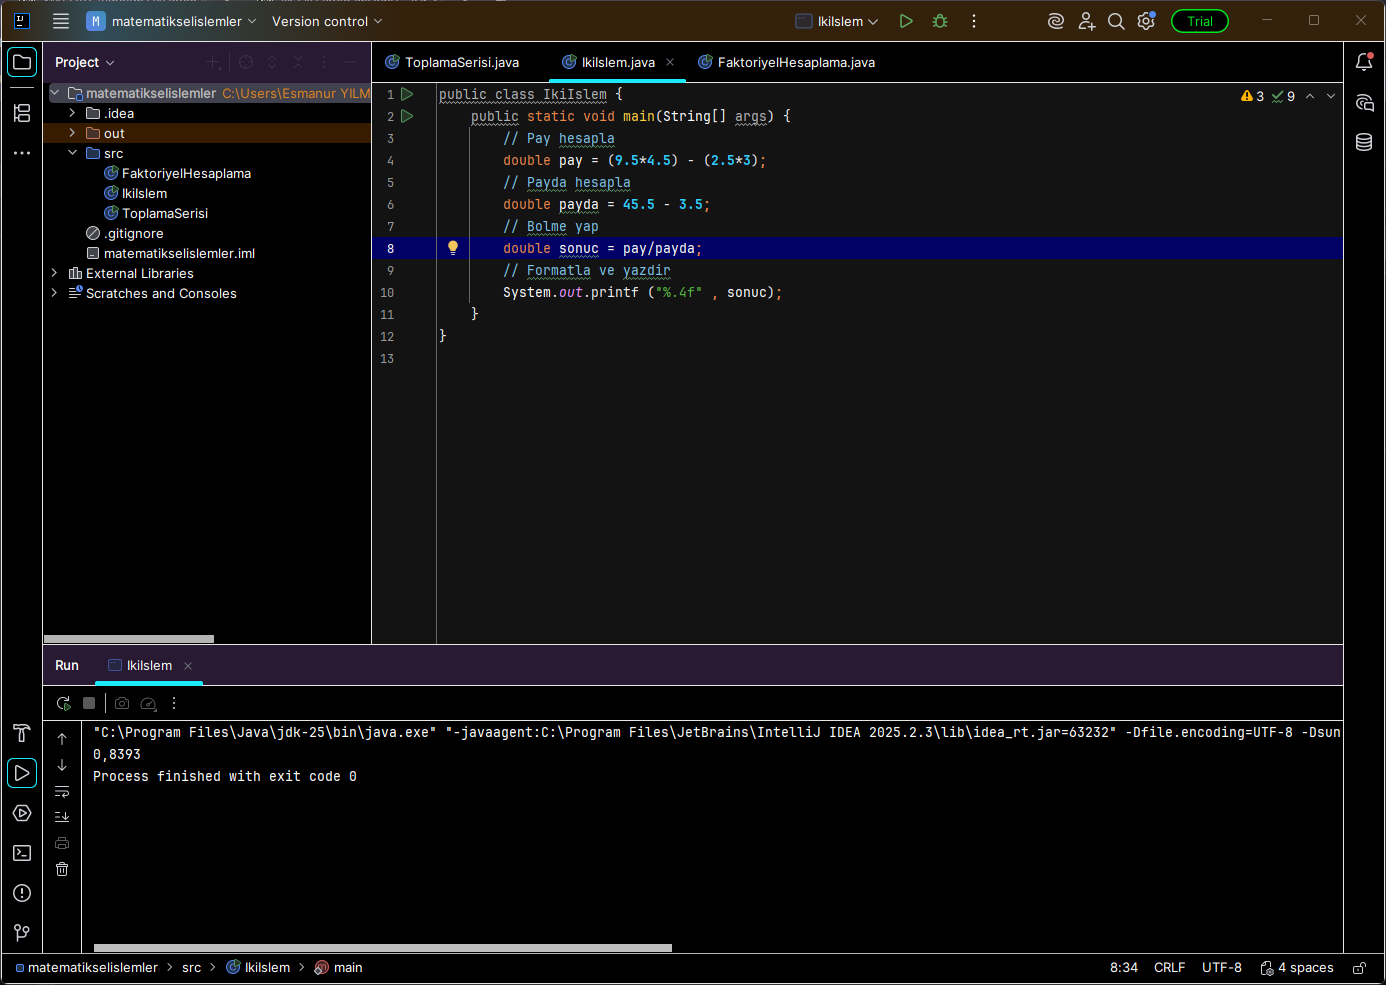 M matematikselislemler Version control IkiIslem Trial
Project
ToplamaSerisi.java IkiIslem.java FaktoriyelHesaplama.java
matematikselislemler C:\Users\Esmanur YILM
.idea
out
src
FaktoriyelHesaplama
IkiIslem
ToplamaSerisi
.gitignore
matematikselislemler.iml
External Libraries
Scratches and Consoles
3 9
1 public class IkiIslem {
2 public static void main(String[] args) {
3 // Pay hesapla
4 double pay = (9.5*4.5) - (2.5*3);
5 // Payda hesapla
6 double payda = 45.5 - 3.5;
7 // Bolme yap
8 double sonuc = pay/payda;
9 // Formatla ve yazdir
10 System.out.printf ("%.4f" , sonuc);
11 }
12 }
13
Run IkiIslem
"C:\Program Files\Java\jdk-25\bin\java.exe" "-javaagent:C:\Program Files\JetBrains\IntelliJ IDEA 2025.2.3\lib\idea_rt.jar=63232" -Dfile.encoding=UTF-8 -Dsun
0,8393
Process finished with exit code 0
matematikselislemler > src > IkiIslem > main 8:34 CRLF UTF-8 4 spaces